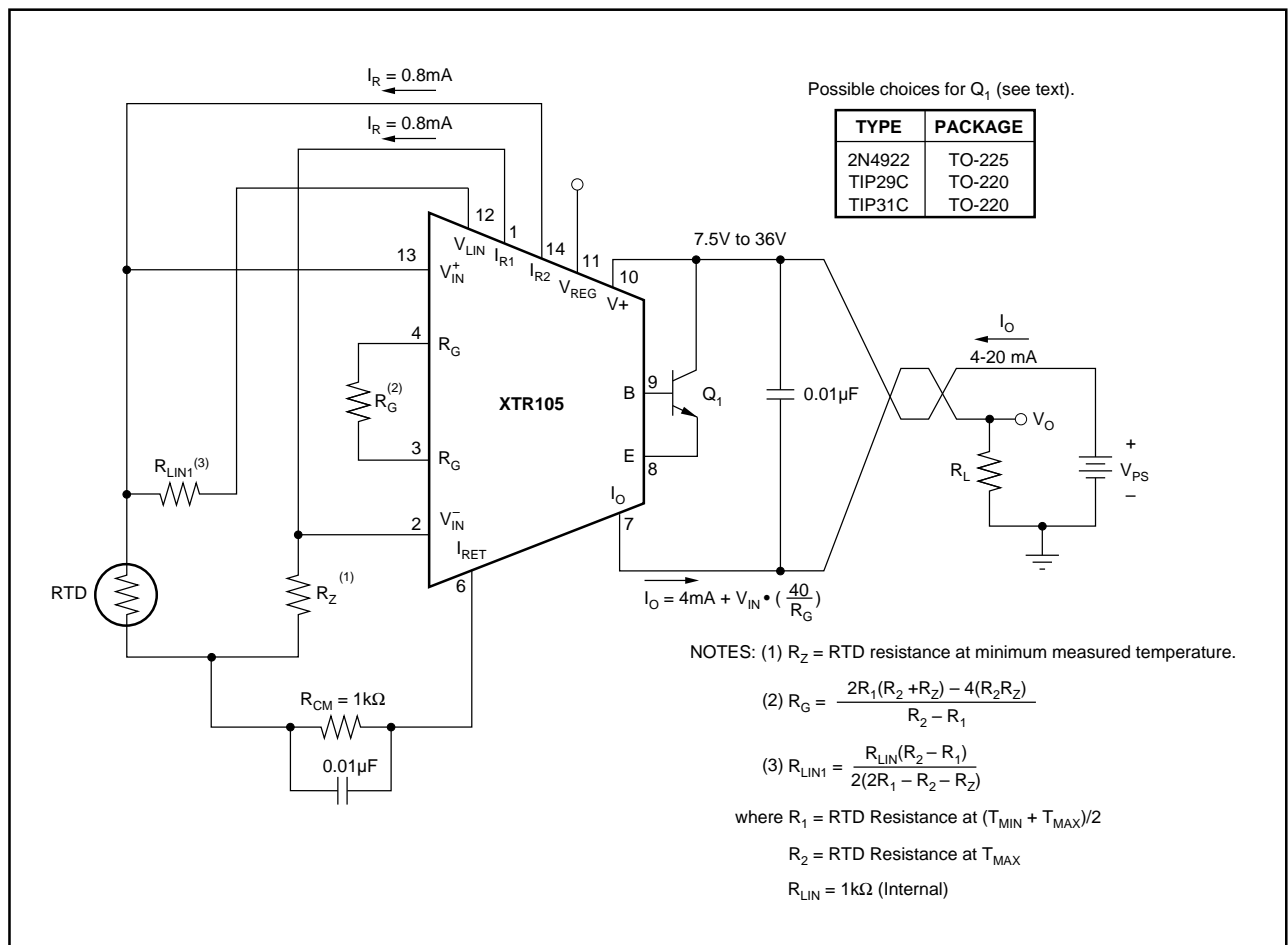 I_R = 0.8mA
I_R = 0.8mA
Possible choices for Q_1 (see text).
TYPE PACKAGE
2N4922 TO-225
TIP29C TO-220
TIP31C TO-220
12
V_LIN
1
I_R1
14
I_R2
11
V_REG
10
V+
7.5V to 36V
13
V_IN^+
4
R_G
R_G^(2)
3
R_G
XTR105
B
9
Q_1
E
8
0.01µF
I_O
4-20 mA
V_O
R_L
+
V_PS
–
R_LIN1^(3)
2
V_IN^–
I_RET
6
I_O
7
RTD
R_Z^(1)
I_O = 4mA + V_IN • (40/R_G)
R_CM = 1kΩ
0.01µF
NOTES: (1) R_Z = RTD resistance at minimum measured temperature.
(2) R_G = 2R_1(R_2 +R_Z) – 4(R_2R_Z) / R_2 – R_1
(3) R_LIN1 = R_LIN(R_2 – R_1) / 2(2R_1 – R_2 – R_Z)
where R_1 = RTD Resistance at (T_MIN + T_MAX)/2
R_2 = RTD Resistance at T_MAX
R_LIN = 1kΩ (Internal)